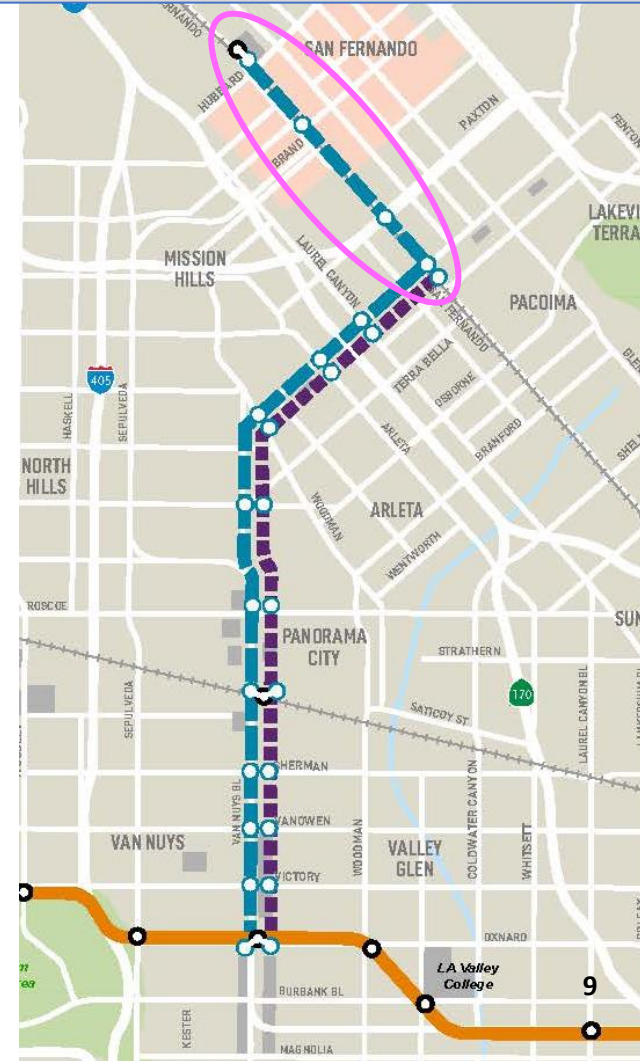 SAN FERNANDO
HUBBARD
PAXTON
BRAND
LAUREL CANYON
MISSION
HILLS
PACOIMA
SAN FERNANDO
TERRA BELLA
OSBORNE
405
HASKELL
SEPULVEDA
ARLETA
BRANFORD
NORTH
HILLS
WOODMAN
ARLETA
WENTWORTH
ROSCOE
PANORAMA
CITY
STRATHERN
170
SATICOY ST
SEPULVEDA
LAUREL CANYON BL
VAN NUYS BL
HERMAN
VANOWEN
VAN NUYS
WOODMAN
VALLEY
GLEN
COLDWATER CANYON
WHITSETT
VICTORY
OXNARD
LA Valley
College
9
BURBANK BL
KESTER
MAGNOLIA